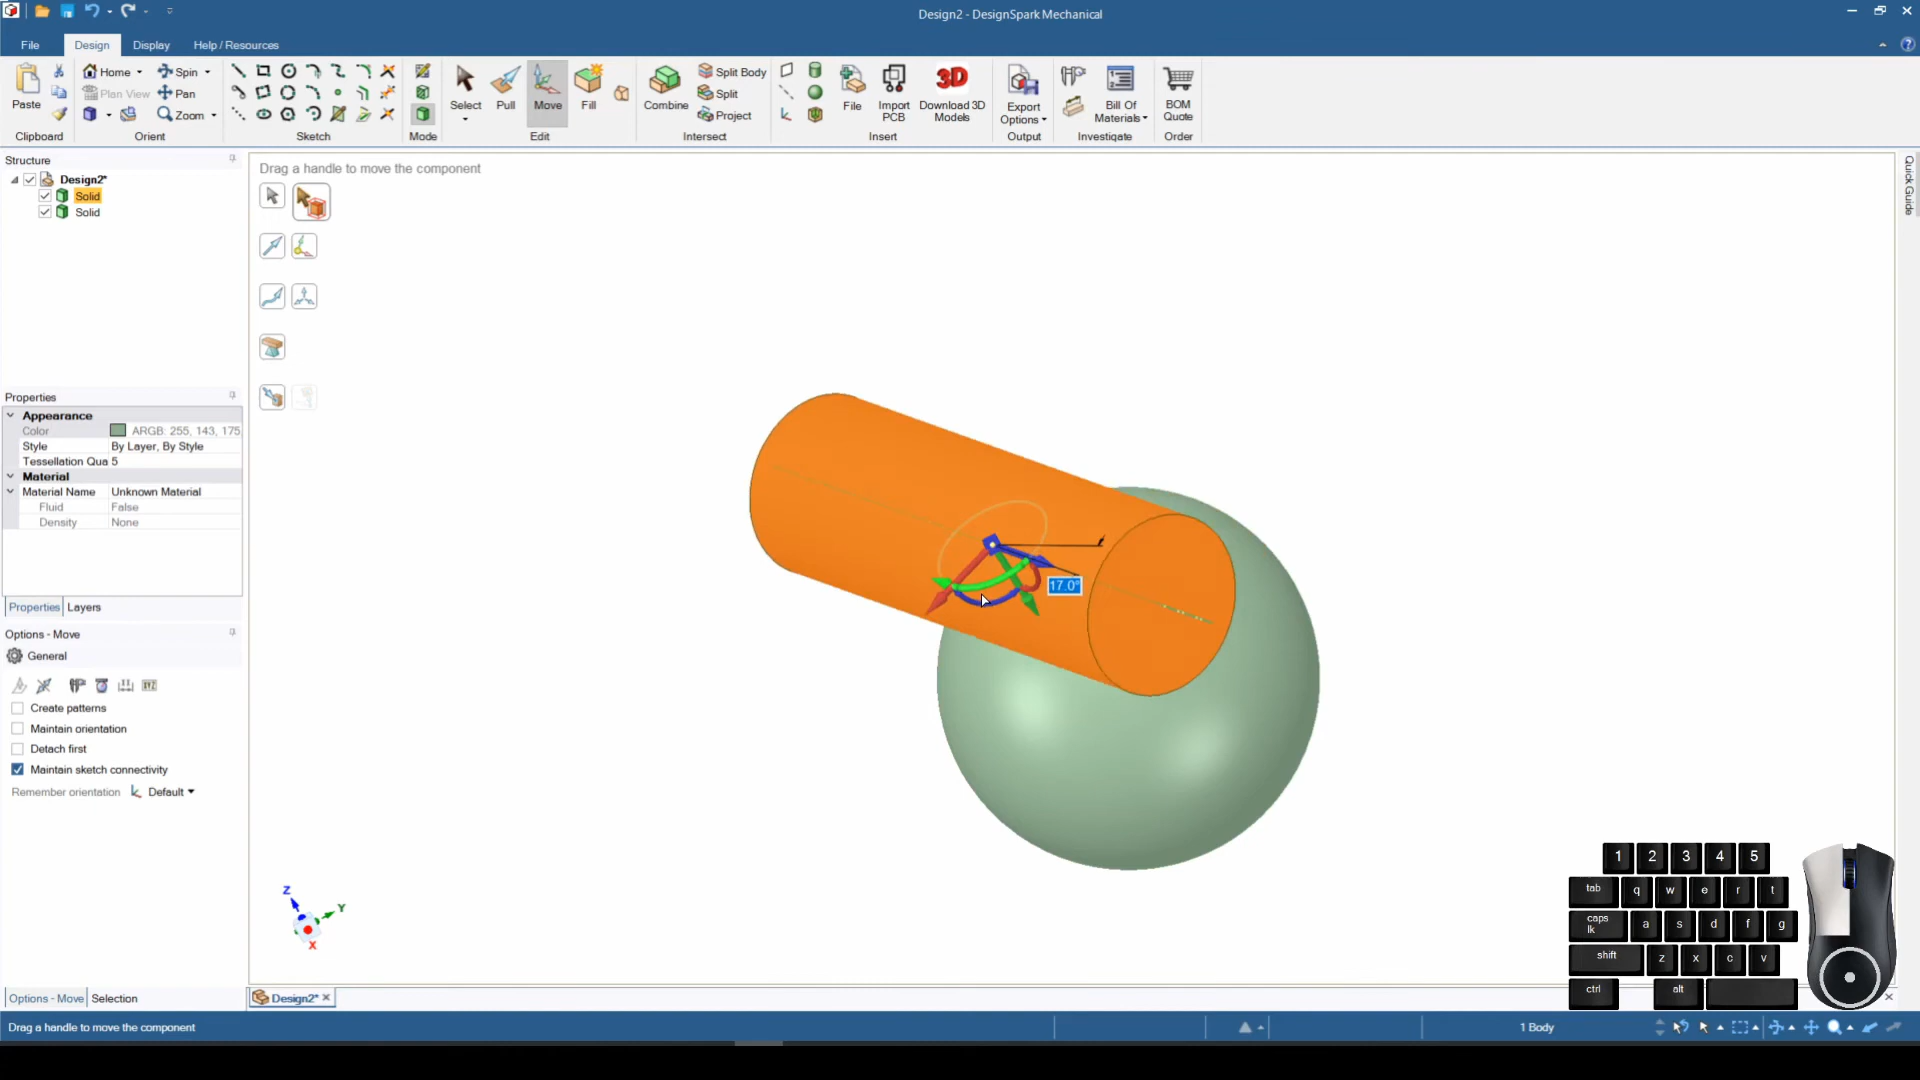 Design2 - DesignSpark Mechanical
File
Design
Display
Help / Resources
Paste
Clipboard
Home
Plan View
Spin
Pan
Zoom
Orient
Sketch
Mode
Select
Pull
Move
Fill
Edit
Combine
Split Body
Split
Project
Intersect
File
Import
PCB
Download 3D
Models
3D
Insert
Export
Options
Output
Bill Of
Materials
Investigate
BOM
Quote
Order
Structure
Design2*
Solid
Solid
Drag a handle to move the component
Quick Guide
Properties
Appearance
Color ARGB: 255, 143, 175
Style By Layer, By Style
Tessellation Qua 5
Material
Material Name Unknown Material
Fluid False
Density None
Properties
Layers
Options - Move
General
XYZ
Create patterns
Maintain orientation
Detach first
Maintain sketch connectivity
Remember orientation Default
17.0°
Z
Y
X
1 2 3 4 5
tab q w e r t
caps
lk
a s d f g
shift z x c v
ctrl alt
Options - Move
Selection
Design2*
Drag a handle to move the component
1 Body